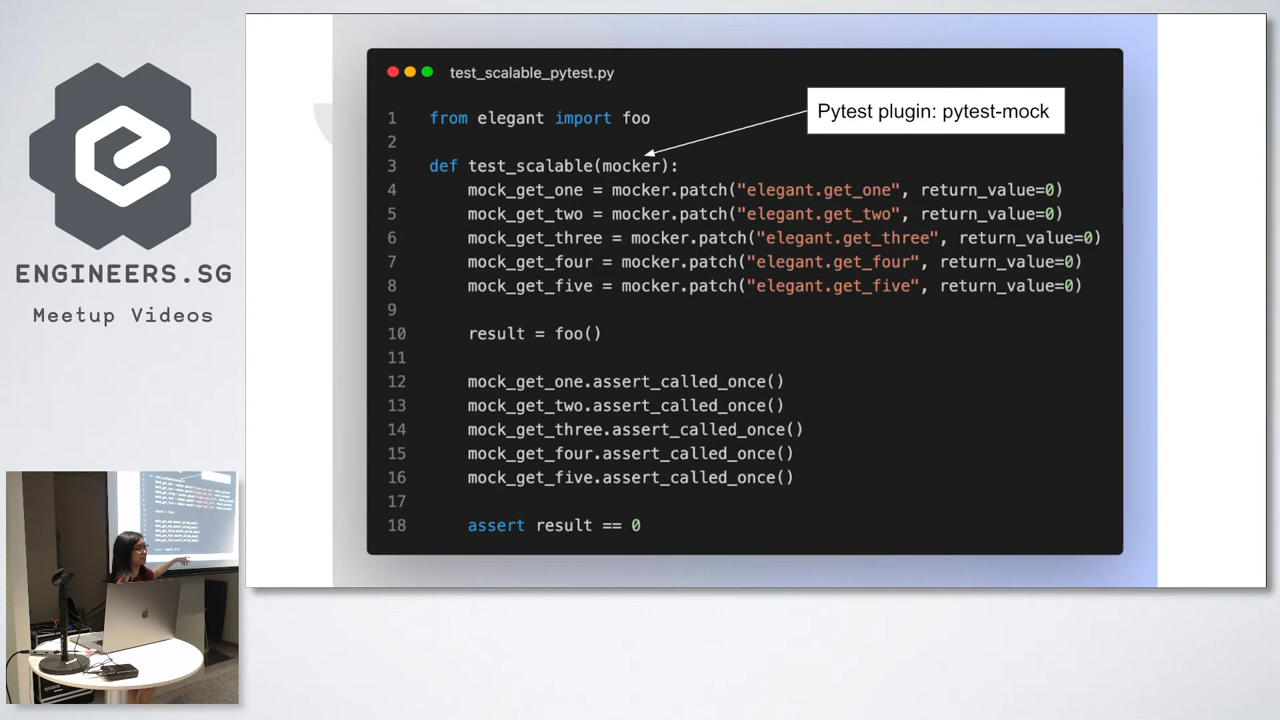 ENGINEERS.SG
Meetup Videos
test_scalable_pytest.py
Pytest plugin: pytest-mock
1 from elegant import foo
2
3 def test_scalable(mocker):
4 mock_get_one = mocker.patch("elegant.get_one", return_value=0)
5 mock_get_two = mocker.patch("elegant.get_two", return_value=0)
6 mock_get_three = mocker.patch("elegant.get_three", return_value=0)
7 mock_get_four = mocker.patch("elegant.get_four", return_value=0)
8 mock_get_five = mocker.patch("elegant.get_five", return_value=0)
9
10 result = foo()
11
12 mock_get_one.assert_called_once()
13 mock_get_two.assert_called_once()
14 mock_get_three.assert_called_once()
15 mock_get_four.assert_called_once()
16 mock_get_five.assert_called_once()
17
18 assert result == 0